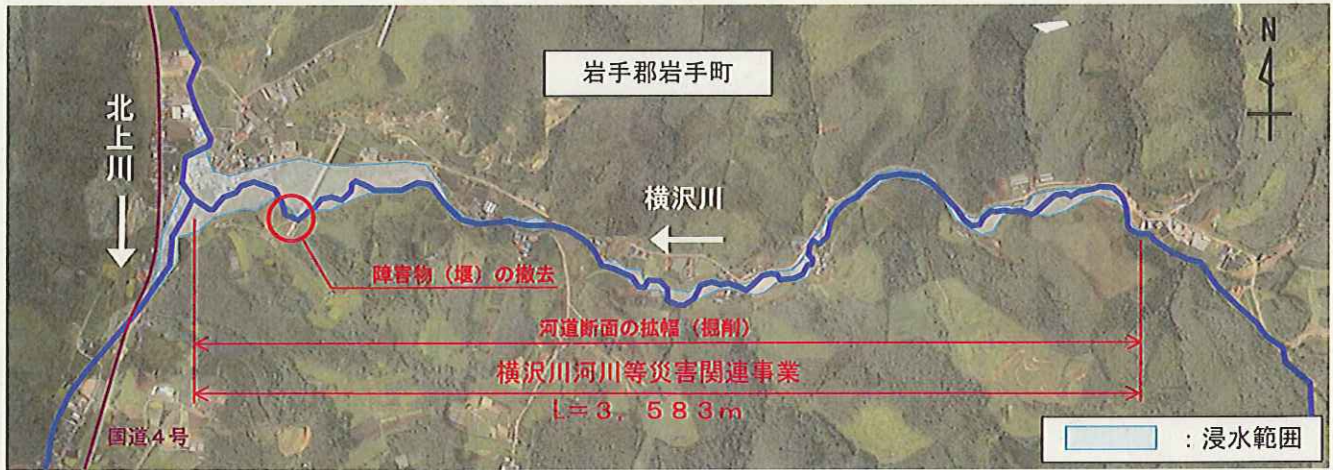 岩手郡岩手町
N
北上川
横沢川
障害物（堰）の撤去
河道断面の拡幅（掘削）
横沢川河川等災害関連事業
L=3，583m
国道4号
：浸水範囲